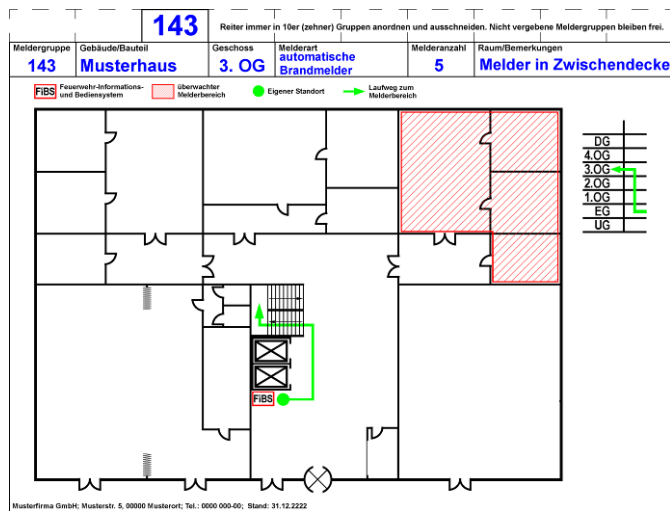 143
Reiter immer in 10er (zehner) Gruppen anordnen und ausschneiden. Nicht vergebene Meldergruppen bleiben frei.
Meldergruppe Gebäude/Bauteil Geschoss Melderart Melderanzahl Raum/Bemerkungen
143 Musterhaus 3. OG automatische Brandmelder 5 Melder in Zwischendecke
FiBS Feuerwehr-Informations- und Bediensystem
überwachter Melderbereich
Eigener Standort
Laufweg zum Melderbereich
DG
4.OG
3.OG
2.OG
1.OG
EG
UG
FiBS
Musterfirma GmbH; Musterstr. 5, 00000 Musterort; Tel.: 0000 000-00; Stand: 31.12.2222